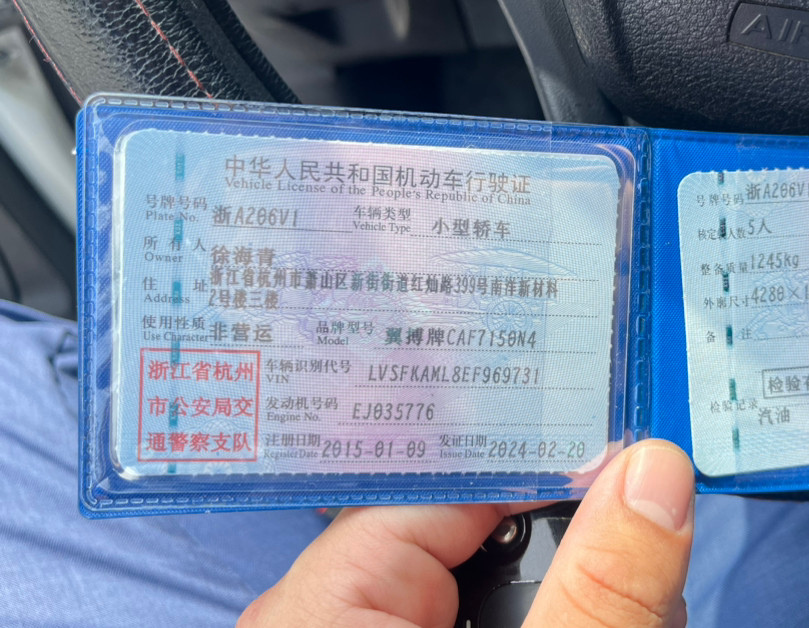 中华人民共和国机动车行驶证
Vehicle License of the People's Republic of China
号牌号码 浙A206V1 车辆类型 小型轿车
Plate No. Vehicle Type
所有人 徐海青
Owner
住址 浙江省杭州市萧山区新街街道红灿路399号南洋新材料
Address 2号楼三楼
使用性质 非营运 品牌型号 翼搏牌CAF7150N4
Use Character Model
浙江省杭州
市公安局交
通警察支队
车辆识别代号 LVSFKAML8EF969731
VIN
发动机号码 EJ035776
Engine No.
注册日期 2015-01-09 发证日期 2024-02-20
Register Date Issue Date
号牌号码 浙A206V
核定载人数 5人
整备质量 1245kg
外廓尺寸 4280×1
备注
检验
检验记录
汽油
AIR